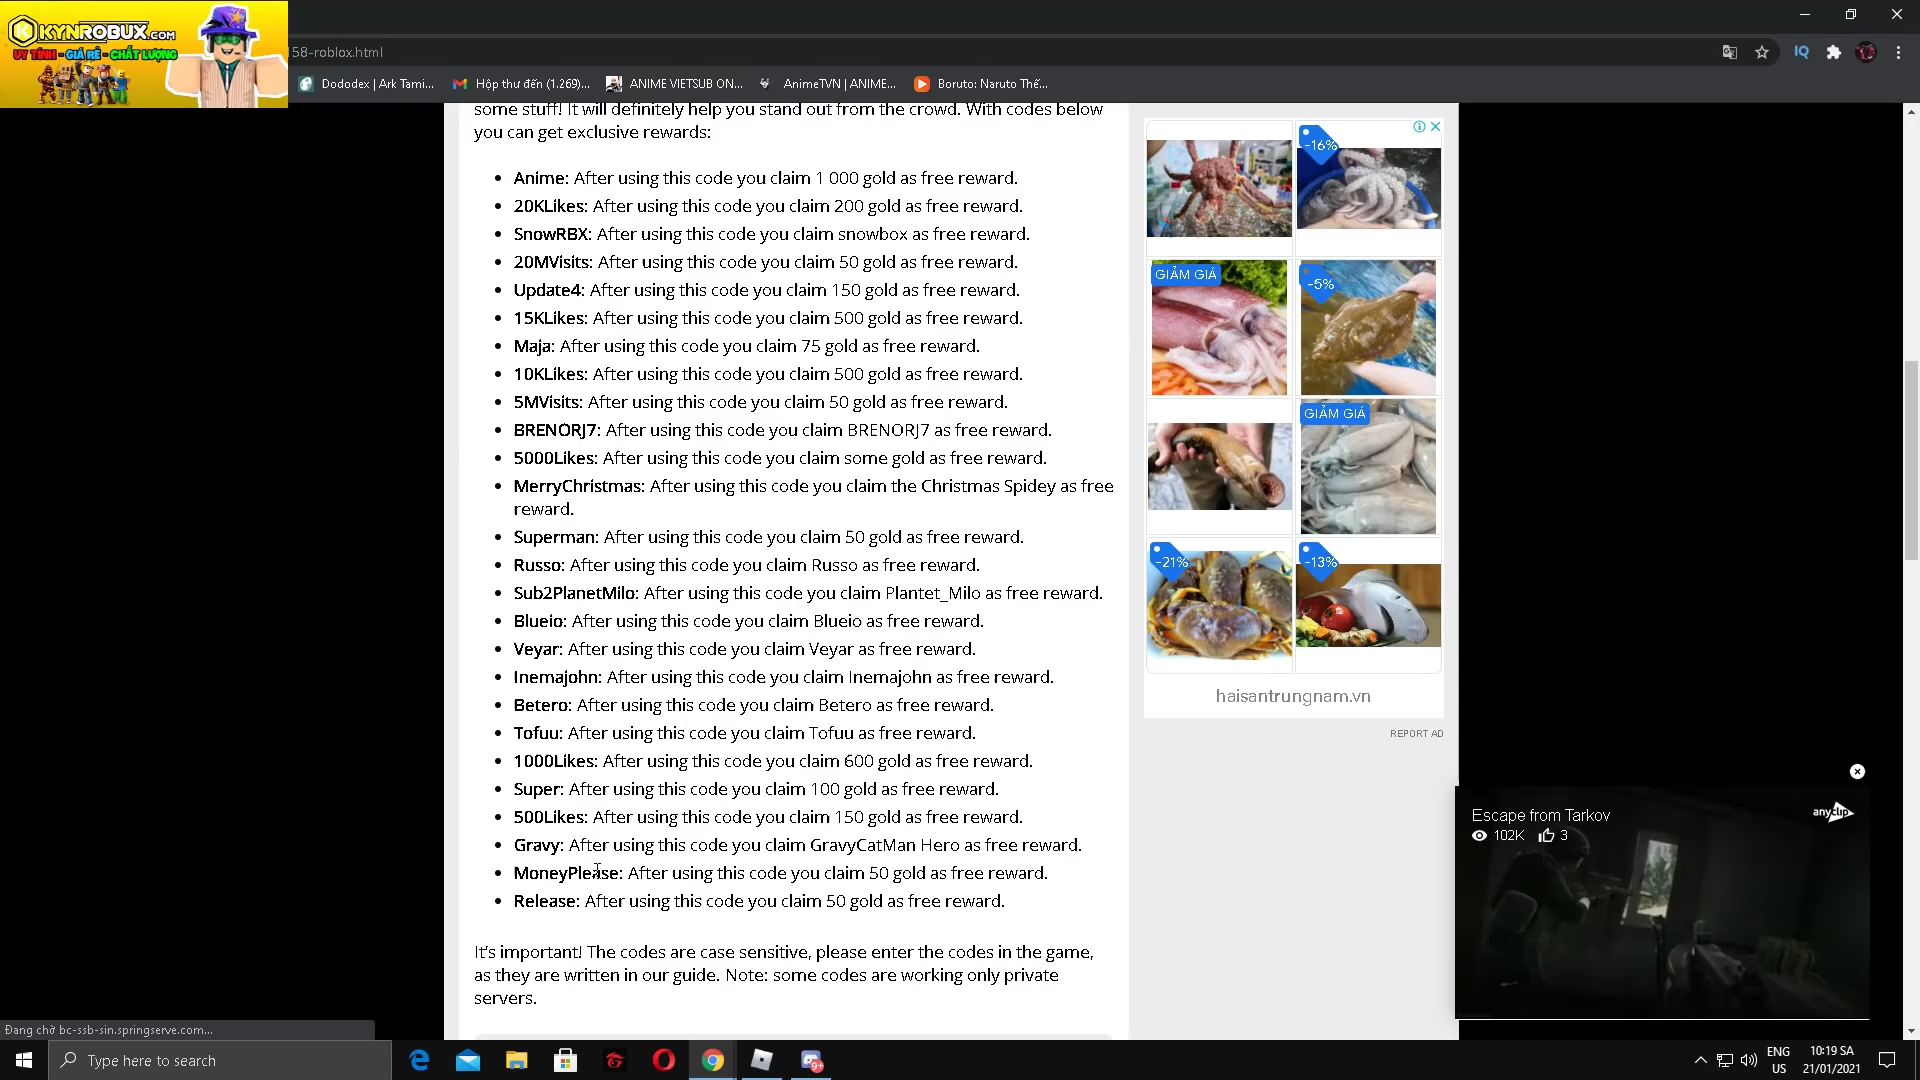 KYNROBUX.COM
UY TÍNH - GIÁ RẺ - CHẤT LƯỢNG
158-roblox.html
IQ
Dododex | Ark Tami...
Hộp thư đến (1.269)...
ANIME VIETSUB ON...
AnimeTVN | ANIME...
Boruto: Naruto Thế...
some stuff! It will definitely help you stand out from the crowd. With codes below
you can get exclusive rewards:
Anime: After using this code you claim 1 000 gold as free reward.
20KLikes: After using this code you claim 200 gold as free reward.
SnowRBX: After using this code you claim snowbox as free reward.
20MVisits: After using this code you claim 50 gold as free reward.
Update4: After using this code you claim 150 gold as free reward.
15KLikes: After using this code you claim 500 gold as free reward.
Maja: After using this code you claim 75 gold as free reward.
10KLikes: After using this code you claim 500 gold as free reward.
5MVisits: After using this code you claim 50 gold as free reward.
BRENORJ7: After using this code you claim BRENORJ7 as free reward.
5000Likes: After using this code you claim some gold as free reward.
MerryChristmas: After using this code you claim the Christmas Spidey as free
reward.
Superman: After using this code you claim 50 gold as free reward.
Russo: After using this code you claim Russo as free reward.
Sub2PlanetMilo: After using this code you claim Plantet_Milo as free reward.
Blueio: After using this code you claim Blueio as free reward.
Veyar: After using this code you claim Veyar as free reward.
Inemajohn: After using this code you claim Inemajohn as free reward.
Betero: After using this code you claim Betero as free reward.
Tofuu: After using this code you claim Tofuu as free reward.
1000Likes: After using this code you claim 600 gold as free reward.
Super: After using this code you claim 100 gold as free reward.
500Likes: After using this code you claim 150 gold as free reward.
Gravy: After using this code you claim GravyCatMan Hero as free reward.
MoneyPlease: After using this code you claim 50 gold as free reward.
Release: After using this code you claim 50 gold as free reward.
It's important! The codes are case sensitive, please enter the codes in the game,
as they are written in our guide. Note: some codes are working only private
servers.
-16%
GIẢM GIÁ
-5%
GIẢM GIÁ
-21%
-13%
haisantrungnam.vn
REPORT AD
Escape from Tarkov
102K 3
anyclip
Đang chờ bc-ssb-sin.springserve.com...
Type here to search
9+
ENG
US
10:19 SA
21/01/2021